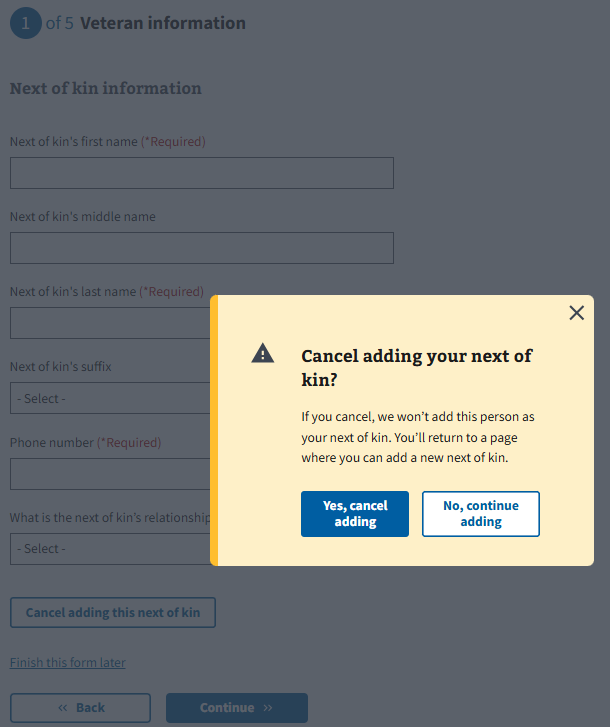 1 of 5 Veteran information
Next of kin information
Next of kin's first name (*Required)
Next of kin's middle name
Next of kin's last name (*Required)
Next of kin's suffix
- Select -
Phone number (*Required)
What is the next of kin's relationship
- Select -
Cancel adding this next of kin
Finish this form later
« Back
Continue »
Cancel adding your next of
kin?
If you cancel, we won't add this person as
your next of kin. You'll return to a page
where you can add a new next of kin.
Yes, cancel
adding
No, continue
adding